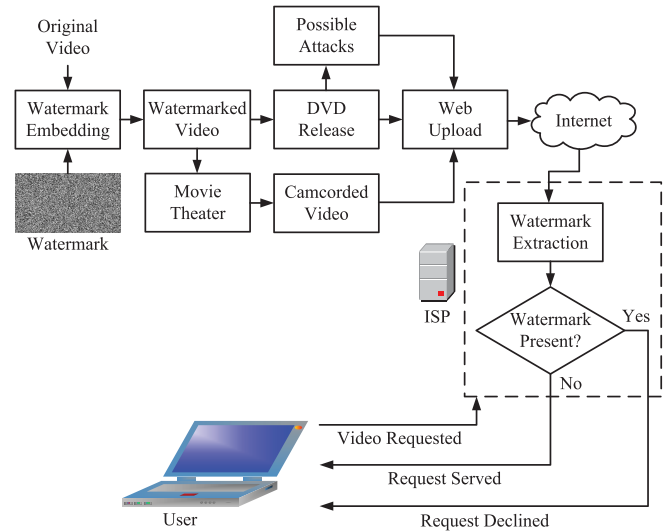 Original
Video
Possible
Attacks
Watermark
Embedding
Watermarked
Video
DVD
Release
Web
Upload
Internet
Movie
Theater
Camcorded
Video
Watermark
Watermark
Extraction
ISP
Watermark
Present?
Yes
No
Video Requested
Request Served
Request Declined
User